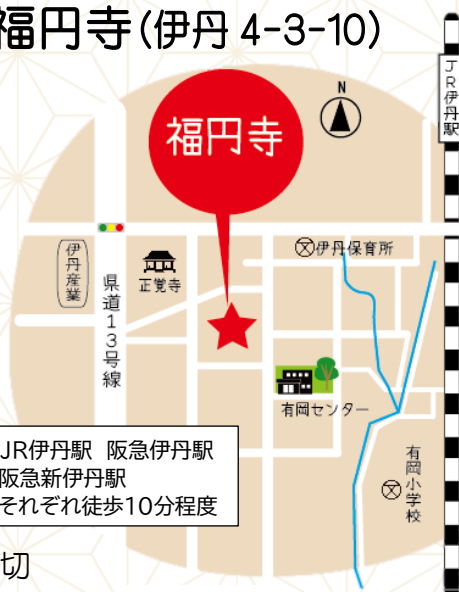 福円寺(伊丹 4-3-10)
JR伊丹駅
N
福円寺
伊丹産業
正覚寺
県道13号線
文伊丹保育所
有岡センター
JR伊丹駅 阪急伊丹駅
阪急新伊丹駅
それぞれ徒歩10分程度
文有岡小学校
切